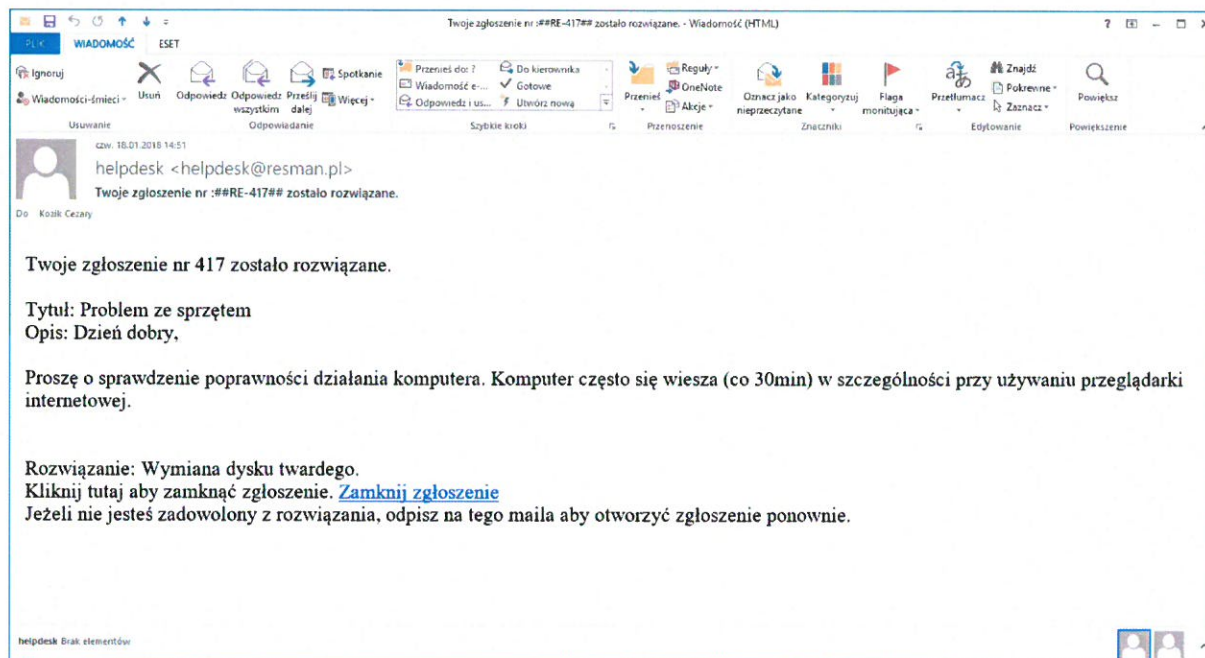 Twoje zgłoszenie nr :##RE-417## zostało rozwiązane. - Wiadomość (HTML)
PLIK WIADOMOŚĆ ESET
Ignoruj
Wiadomości-śmieci
Usuń
Usuwanie
Odpowiedz
Odpowiedz wszystkim
Prześlij dalej
Spotkanie
Więcej
Odpowiadanie
Przenieś do: ?
Wiadomość e-...
Odpowiedz i us...
Do kierownika
Gotowe
Utwórz nową
Szybkie kroki
Przenieś
Reguły
OneNote
Akcje
Przenoszenie
Oznacz jako nieprzeczytane
Kategoryzuj
Flaga monitująca
Znaczniki
Przetłumacz
Znajdź
Pokrewne
Zaznacz
Edytowanie
Powiększ
Powiększenie
czw. 18.01.2018 14:51
helpdesk <helpdesk@resman.pl>
Twoje zgłoszenie nr :##RE-417## zostało rozwiązane.
Do Kozik Cezary
Twoje zgłoszenie nr 417 zostało rozwiązane.
Tytuł: Problem ze sprzętem
Opis: Dzień dobry,
Proszę o sprawdzenie poprawności działania komputera. Komputer często się wiesza (co 30min) w szczególności przy używaniu przeglądarki
internetowej.
Rozwiązanie: Wymiana dysku twardego.
Kliknij tutaj aby zamknąć zgłoszenie. Zamknij zgłoszenie
Jeżeli nie jesteś zadowolony z rozwiązania, odpisz na tego maila aby otworzyć zgłoszenie ponownie.
helpdesk Brak elementów